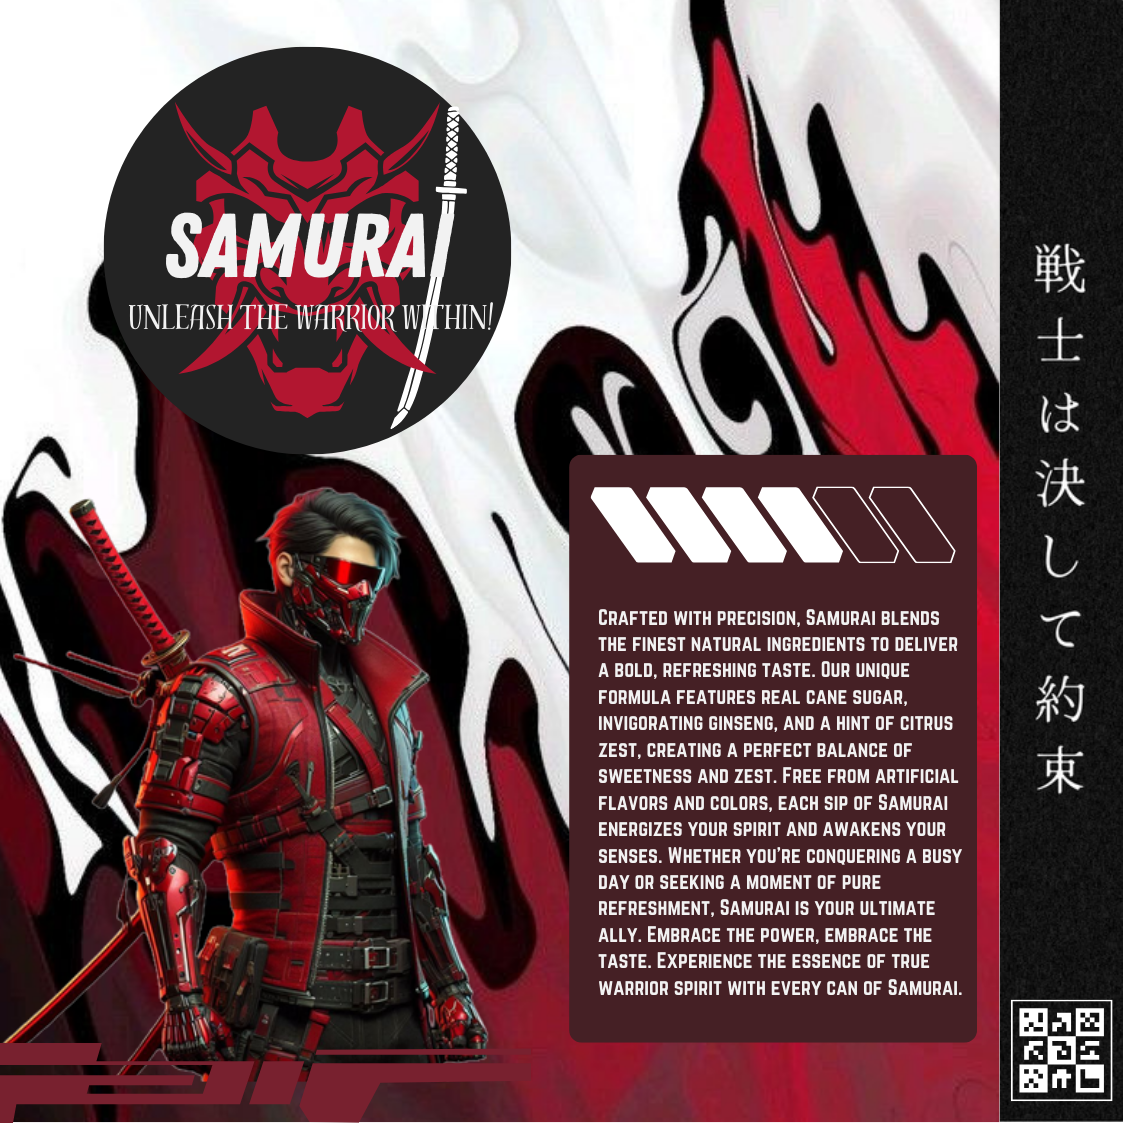 SAMURAI
UNLEASH THE WARRIOR WITHIN!
CRAFTED WITH PRECISION, SAMURAI BLENDS
THE FINEST NATURAL INGREDIENTS TO DELIVER
A BOLD, REFRESHING TASTE. OUR UNIQUE
FORMULA FEATURES REAL CANE SUGAR,
INVIGORATING GINSENG, AND A HINT OF CITRUS
ZEST, CREATING A PERFECT BALANCE OF
SWEETNESS AND ZEST. FREE FROM ARTIFICIAL
FLAVORS AND COLORS, EACH SIP OF SAMURAI
ENERGIZES YOUR SPIRIT AND AWAKENS YOUR
SENSES. WHETHER YOU'RE CONQUERING A BUSY
DAY OR SEEKING A MOMENT OF PURE
REFRESHMENT, SAMURAI IS YOUR ULTIMATE
ALLY. EMBRACE THE POWER, EMBRACE THE
TASTE. EXPERIENCE THE ESSENCE OF TRUE
WARRIOR SPIRIT WITH EVERY CAN OF SAMURAI.
戦士は決して約束